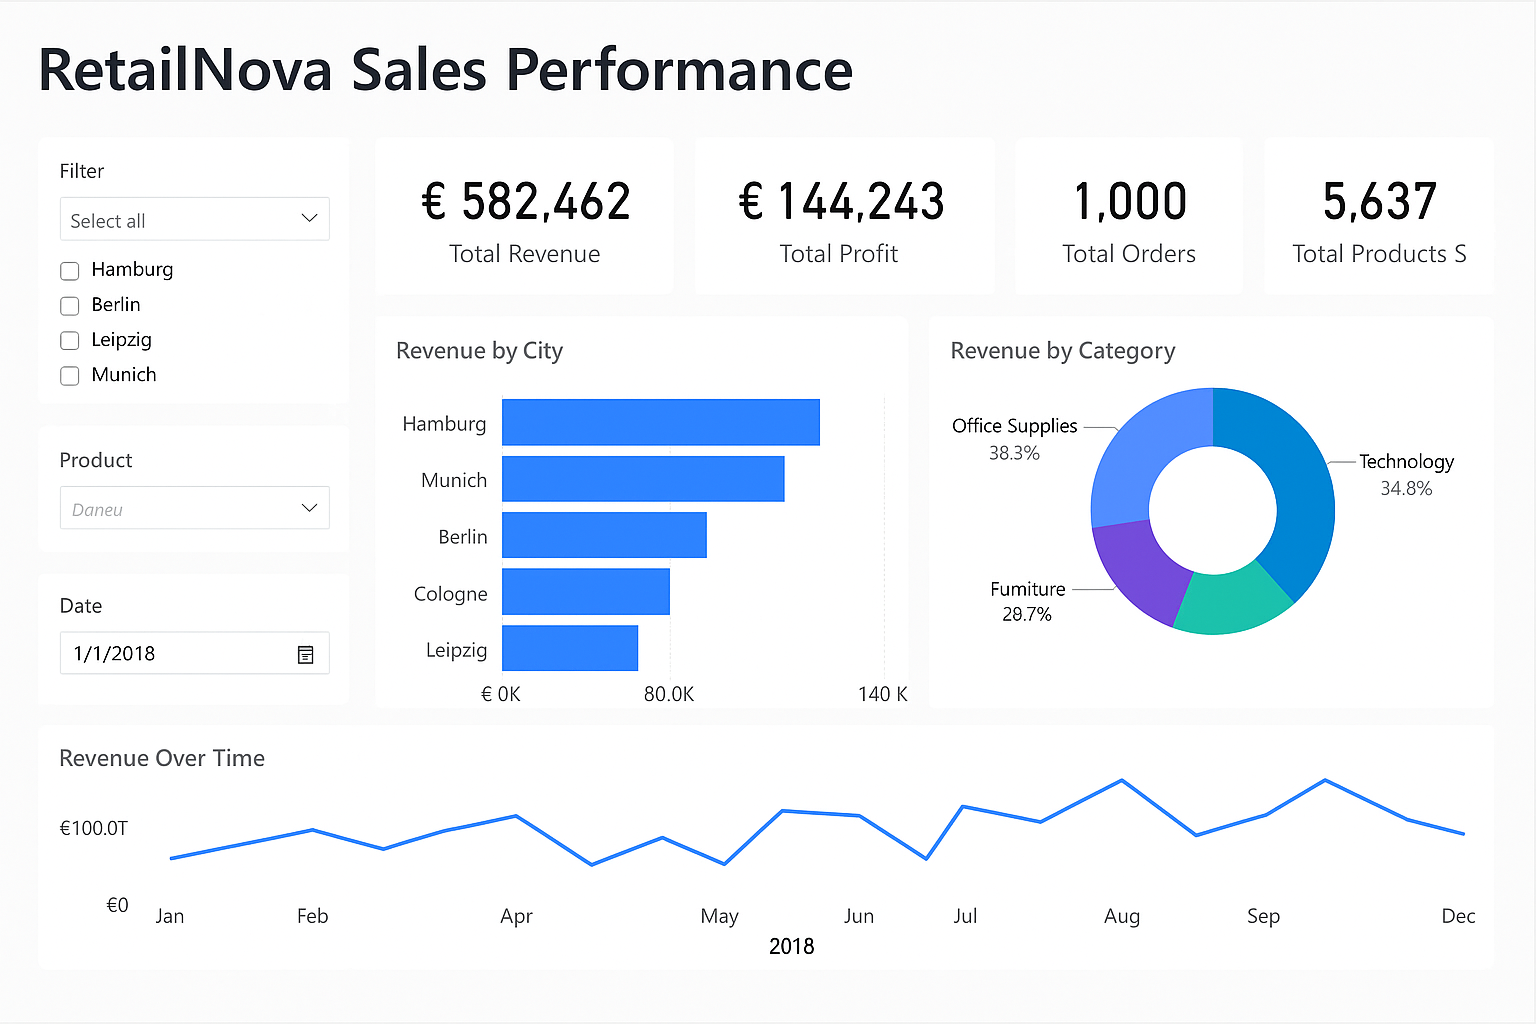 RetailNova Sales Performance
Filter
Select all
Hamburg
Berlin
Leipzig
Munich
Product
Daneu
Date
1/1/2018
€ 582,462
Total Revenue
€ 144,243
Total Profit
1,000
Total Orders
5,637
Total Products S
Revenue by City
Hamburg
Munich
Berlin
Cologne
Leipzig
€ 0K 80.0K 140 K
Revenue by Category
Office Supplies
38.3%
Technology
34.8%
Fumiture
28.7%
Revenue Over Time
€100.0T
€0
Jan Feb Apr May Jun Jul Aug Sep Dec
2018